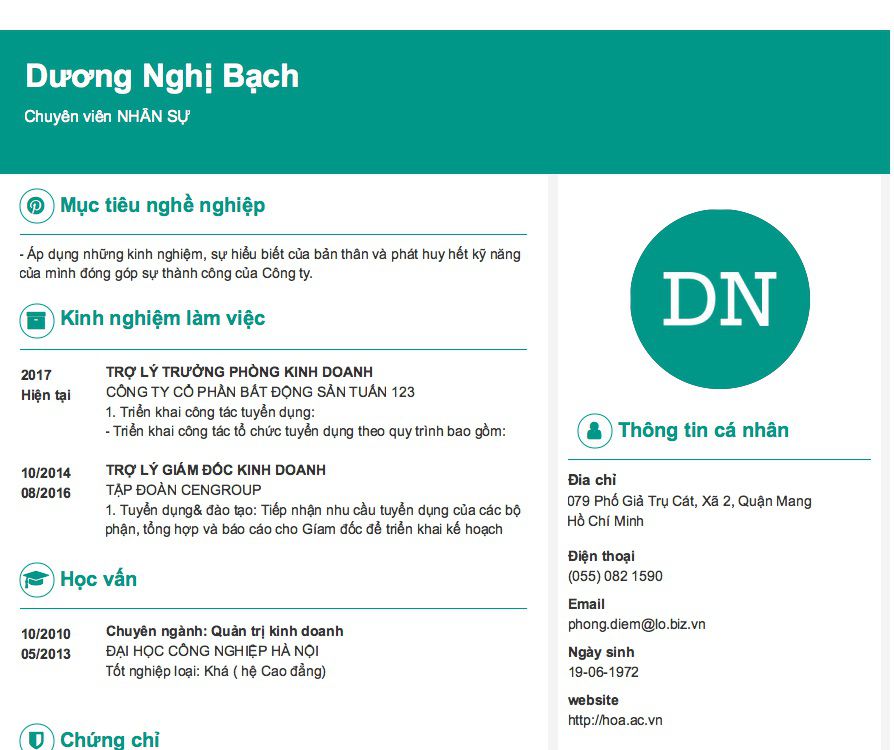 Dương Nghị Bạch
Chuyên viên NHÂN SỰ
Mục tiêu nghề nghiệp
- Áp dụng những kinh nghiệm, sự hiểu biết của bản thân và phát huy hết kỹ năng
của mình đóng góp sự thành công của Công ty.
Kinh nghiệm làm việc
2017
Hiện tại
TRỢ LÝ TRƯỞNG PHÒNG KINH DOANH
CÔNG TY CỔ PHẦN BẤT ĐỘNG SẢN TUẤN 123
1. Triển khai công tác tuyển dụng:
- Triển khai công tác tổ chức tuyển dụng theo quy trình bao gồm:
10/2014
08/2016
TRỢ LÝ GIÁM ĐỐC KINH DOANH
TẬP ĐOÀN CENGROUP
1. Tuyển dụng& đào tạo: Tiếp nhận nhu cầu tuyển dụng của các bộ
phận, tổng hợp và báo cáo cho Gíam đốc để triển khai kế hoạch
Học vấn
10/2010
05/2013
Chuyên ngành: Quản trị kinh doanh
ĐẠI HỌC CÔNG NGHIỆP HÀ NỘI
Tốt nghiệp loại: Khá ( hệ Cao đẳng)
Chứng chỉ
DN
Thông tin cá nhân
Đia chỉ
079 Phố Giả Trụ Cát, Xã 2, Quận Mang
Hồ Chí Minh
Điện thoại
(055) 082 1590
Email
phong.diem@lo.biz.vn
Ngày sinh
19-06-1972
website
http://hoa.ac.vn